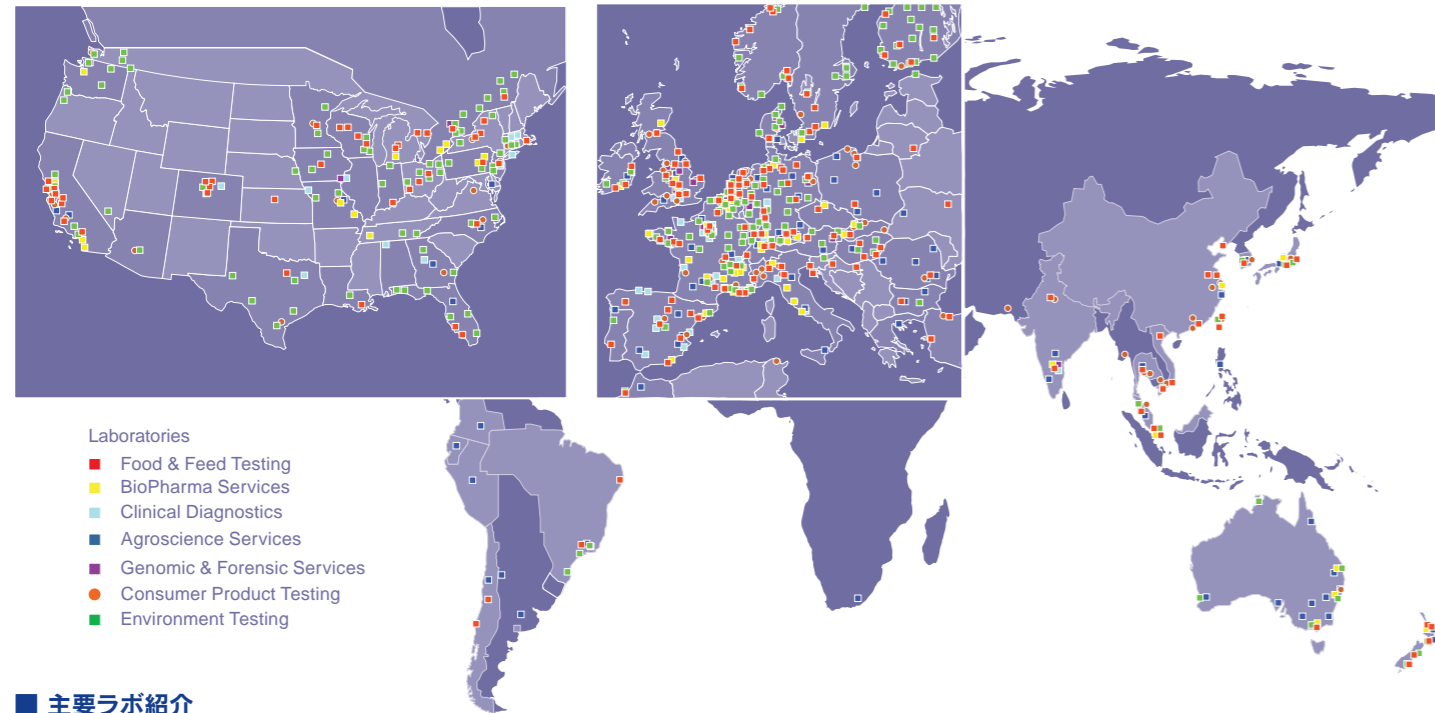 Laboratories
Food & Feed Testing
BioPharma Services
Clinical Diagnostics
Agroscience Services
Genomic & Forensic Services
Consumer Product Testing
Environment Testing
■ 主要ラボ紹介